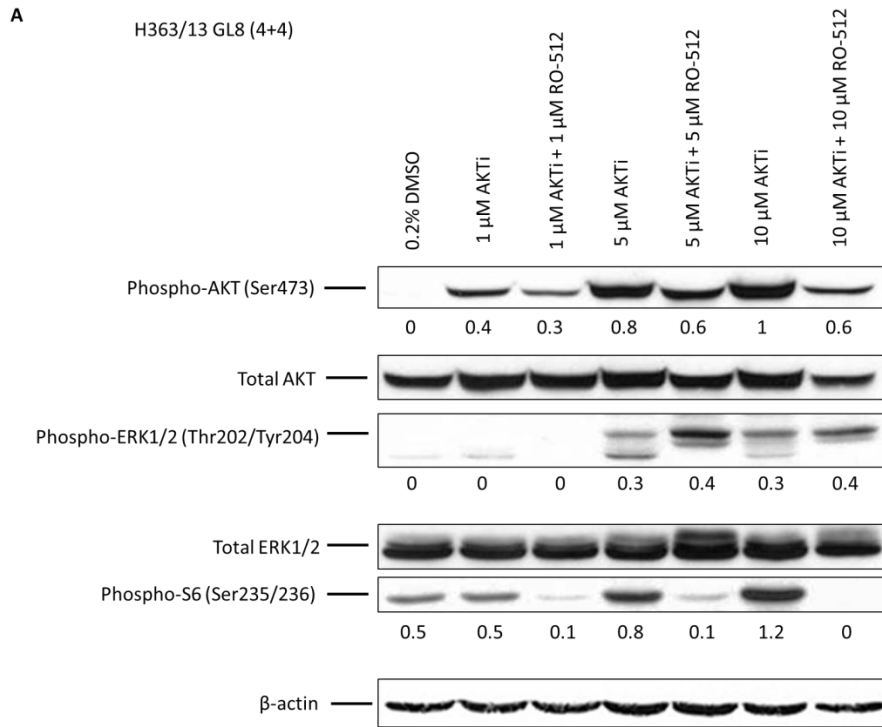 A
H363/13 GL8 (4+4)
0.2% DMSO
1 µM AKTi
1 µM AKTi + 1 µM RO-512
5 µM AKTi
5 µM AKTi + 5 µM RO-512
10 µM AKTi
10 µM AKTi + 10 µM RO-512
Phospho-AKT (Ser473)
0 0.4 0.3 0.8 0.6 1 0.6
Total AKT
Phospho-ERK1/2 (Thr202/Tyr204)
0 0 0 0.3 0.4 0.3 0.4
Total ERK1/2
Phospho-S6 (Ser235/236)
0.5 0.5 0.1 0.8 0.1 1.2 0
β-actin